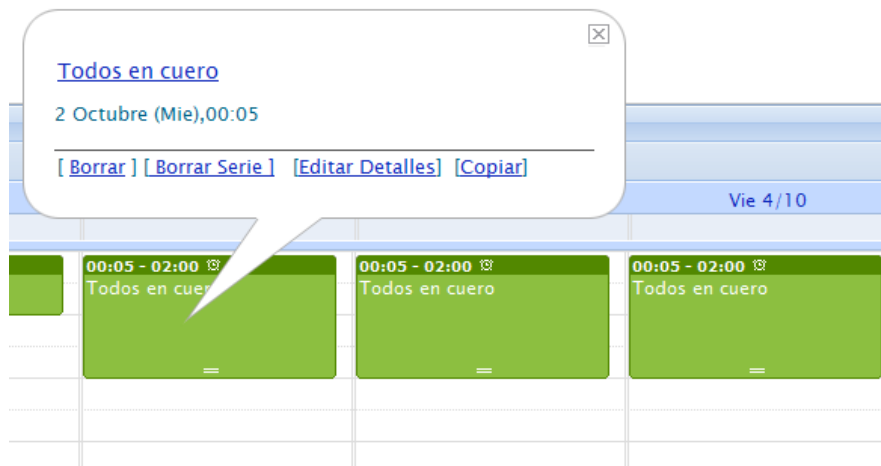 Todos en cuero
2 Octubre (Mie),00:05
[ Borrar ] [ Borrar Serie ] [Editar Detalles] [Copiar]
Vie 4/10
00:05 - 02:00 00:05 - 02:00 00:05 - 02:00
Todos en cuero Todos en cuero Todos en cuero